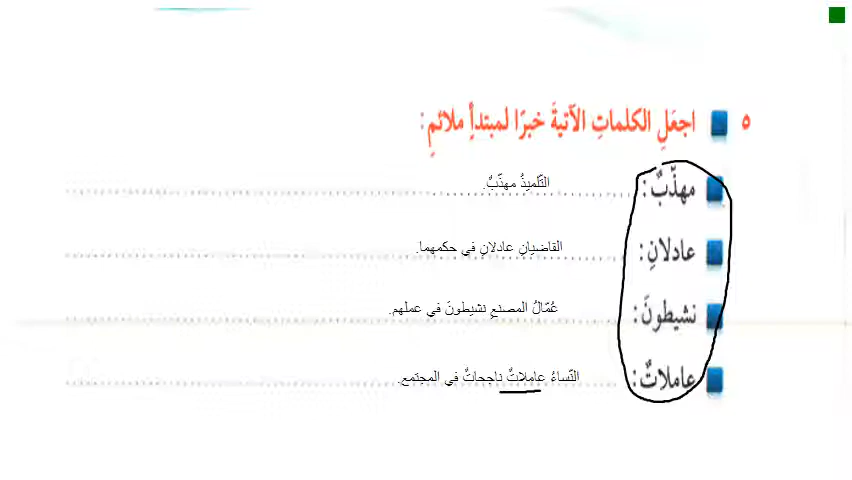 ٥ اجعَلِ الكلماتِ الآتيةَ خبرًا لمبتدأٍ ملائمٍ:
مهذّبٌ: التّلميذُ مهذّبٌ.
عادلانِ: القاضيانِ عادلانِ في حكمهما.
نشيطونَ: عُمّالُ المصنعِ نشيطونَ في عملهم.
عاملاتٌ: النّساءُ عاملاتٌ ناجحاتٌ في المجتمع.